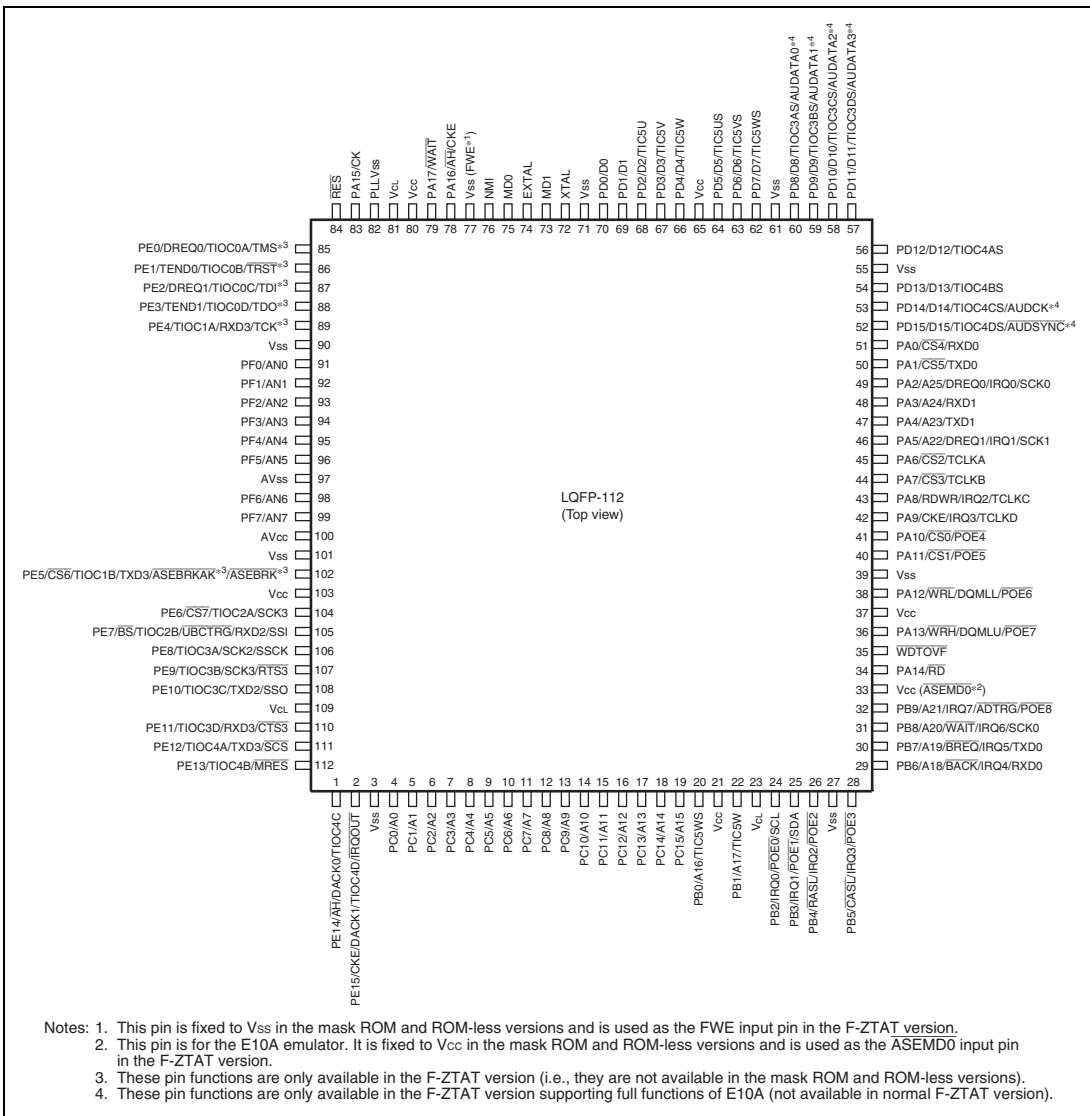 PD8/D8/TIOC3AS/AUDATA0*4
PD9/D9/TIOC3BS/AUDATA1*4
PD10/D10/TIOC3CS/AUDATA2*4
PD11/D11/TIOC3DS/AUDATA3*4
RES
PA15/CK
PLLVss
VCL
Vcc
PA17/WAIT
PA16/AH/CKE
Vss (FWE*1)
NMI
MD0
EXTAL
MD1
XTAL
Vss
PD0/D0
PD1/D1
PD2/D2/TIC5U
PD3/D3/TIC5V
PD4/D4/TIC5W
Vcc
PD5/D5/TIC5US
PD6/D6/TIC5VS
PD7/D7/TIC5WS
Vss
84 83 82 81 80 79 78 77 76 75 74 73 72 71 70 69 68 67 66 65 64 63 62 61 60 59 58 57
PE0/DREQ0/TIOC0A/TMS*3 85
PE1/TEND0/TIOC0B/TRST*3 86
PE2/DREQ1/TIOC0C/TDI*3 87
PE3/TEND1/TIOC0D/TDO*3 88
PE4/TIOC1A/RXD3/TCK*3 89
Vss 90
PF0/AN0 91
PF1/AN1 92
PF2/AN2 93
PF3/AN3 94
PF4/AN4 95
PF5/AN5 96
AVss 97
PF6/AN6 98
PF7/AN7 99
AVcc 100
Vss 101
PE5/CS6/TIOC1B/TXD3/ASEBRKAK*3/ASEBRK*3 102
Vcc 103
PE6/CS7/TIOC2A/SCK3 104
PE7/BS/TIOC2B/UBCTRG/RXD2/SSI 105
PE8/TIOC3A/SCK2/SSCK 106
PE9/TIOC3B/SCK3/RTS3 107
PE10/TIOC3C/TXD2/SSO 108
VCL 109
PE11/TIOC3D/RXD3/CTS3 110
PE12/TIOC4A/TXD3/SCS 111
PE13/TIOC4B/MRES 112
LQFP-112
(Top view)
56 PD12/D12/TIOC4AS
55 Vss
54 PD13/D13/TIOC4BS
53 PD14/D14/TIOC4CS/AUDCK*4
52 PD15/D15/TIOC4DS/AUDSYNC*4
51 PA0/CS4/RXD0
50 PA1/CS5/TXD0
49 PA2/A25/DREQ0/IRQ0/SCK0
48 PA3/A24/RXD1
47 PA4/A23/TXD1
46 PA5/A22/DREQ1/IRQ1/SCK1
45 PA6/CS2/TCLKA
44 PA7/CS3/TCLKB
43 PA8/RDWR/IRQ2/TCLKC
42 PA9/CKE/IRQ3/TCLKD
41 PA10/CS0/POE4
40 PA11/CS1/POE5
39 Vss
38 PA12/WRL/DQMLL/POE6
37 Vcc
36 PA13/WRH/DQMLU/POE7
35 WDTOVF
34 PA14/RD
33 Vcc (ASEMD0*2)
32 PB9/A21/IRQ7/ADTRG/POE8
31 PB8/A20/WAIT/IRQ6/SCK0
30 PB7/A19/BREQ/IRQ5/TXD0
29 PB6/A18/BACK/IRQ4/RXD0
1 2 3 4 5 6 7 8 9 10 11 12 13 14 15 16 17 18 19 20 21 22 23 24 25 26 27 28
PE14/AH/DACK0/TIOC4C
PE15/CKE/DACK1/TIOC4D/IRQOUT
Vss
PC0/A0
PC1/A1
PC2/A2
PC3/A3
PC4/A4
PC5/A5
PC6/A6
PC7/A7
PC8/A8
PC9/A9
PC10/A10
PC11/A11
PC12/A12
PC13/A13
PC14/A14
PC15/A15
PB0/A16/TIC5WS
Vcc
PB1/A17/TIC5W
VCL
PB2/IRQ0/POE0/SCL
PB3/IRQ1/POE1/SDA
PB4/RASL/IRQ2/POE2
Vss
PB5/CASL/IRQ3/POE3
Notes: 1. This pin is fixed to Vss in the mask ROM and ROM-less versions and is used as the FWE input pin in the F-ZTAT version.
2. This pin is for the E10A emulator. It is fixed to Vcc in the mask ROM and ROM-less versions and is used as the ASEMD0 input pin
in the F-ZTAT version.
3. These pin functions are only available in the F-ZTAT version (i.e., they are not available in the mask ROM and ROM-less versions).
4. These pin functions are only available in the F-ZTAT version supporting full functions of E10A (not available in normal F-ZTAT version).